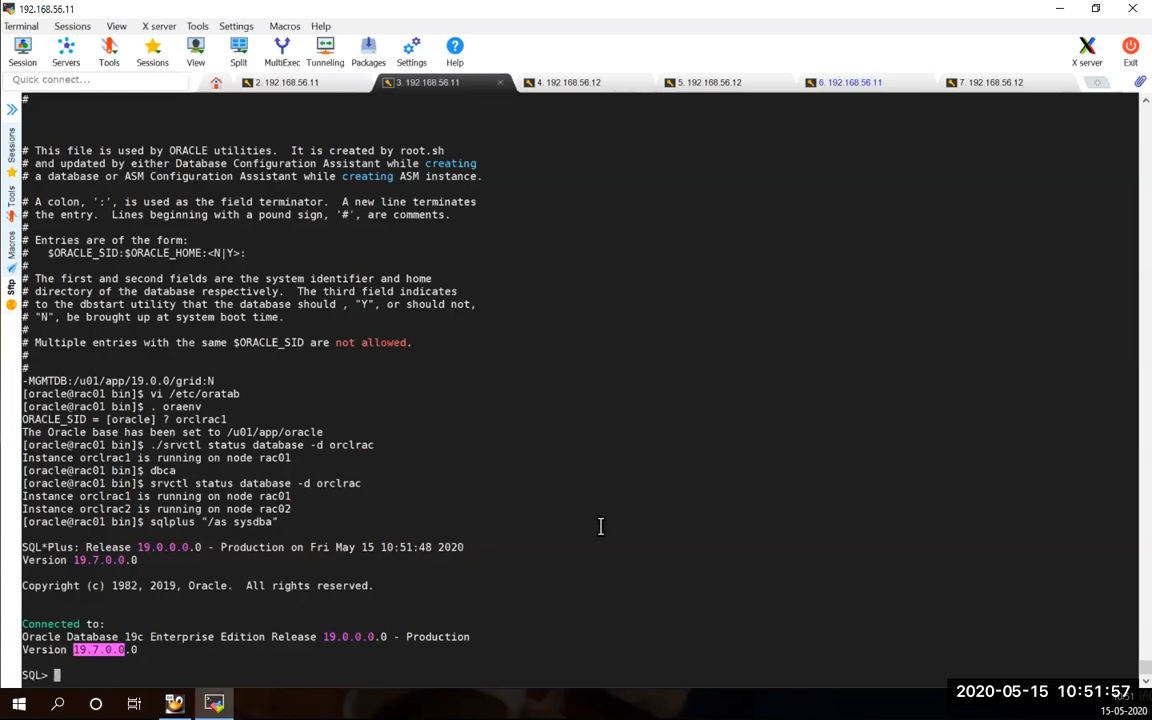 192.168.56.11
Terminal Sessions View X server Tools Settings Macros Help
Session Servers Tools Sessions View Split MultiExec Tunneling Packages Settings Help X server Exit
Quick connect...
2. 192.168.56.11
3. 192.168.56.11
4. 192.168.56.12
5. 192.168.56.12
6. 192.168.56.11
7. 192.168.56.12
Sessions
Tools
Macros
sftp
#
# This file is used by ORACLE utilities.  It is created by root.sh
# and updated by either Database Configuration Assistant while creating
# a database or ASM Configuration Assistant while creating ASM instance.
# A colon, ':', is used as the field terminator.  A new line terminates
# the entry.  Lines beginning with a pound sign, '#', are comments.
#
# Entries are of the form:
#   $ORACLE_SID:$ORACLE_HOME:<N|Y>:
#
# The first and second fields are the system identifier and home
# directory of the database respectively.  The third field indicates
# to the dbstart utility that the database should , "Y", or should not,
# "N", be brought up at system boot time.
#
# Multiple entries with the same $ORACLE_SID are not allowed.
#
#
-MGMTDB:/u01/app/19.0.0/grid:N
[oracle@rac01 bin]$ vi /etc/oratab
[oracle@rac01 bin]$ . oraenv
ORACLE_SID = [oracle] ? orclrac1
The Oracle base has been set to /u01/app/oracle
[oracle@rac01 bin]$ ./srvctl status database -d orclrac
Instance orclrac1 is running on node rac01
[oracle@rac01 bin]$ dbca
[oracle@rac01 bin]$ srvctl status database -d orclrac
Instance orclrac1 is running on node rac01
Instance orclrac2 is running on node rac02
[oracle@rac01 bin]$ sqlplus "/as sysdba"
SQL*Plus: Release 19.0.0.0.0 - Production on Fri May 15 10:51:48 2020
Version 19.7.0.0.0
Copyright (c) 1982, 2019, Oracle.  All rights reserved.
Connected to:
Oracle Database 19c Enterprise Edition Release 19.0.0.0.0 - Production
Version 19.7.0.0.0
SQL>
2020-05-15 10:51:57
15-05-2020